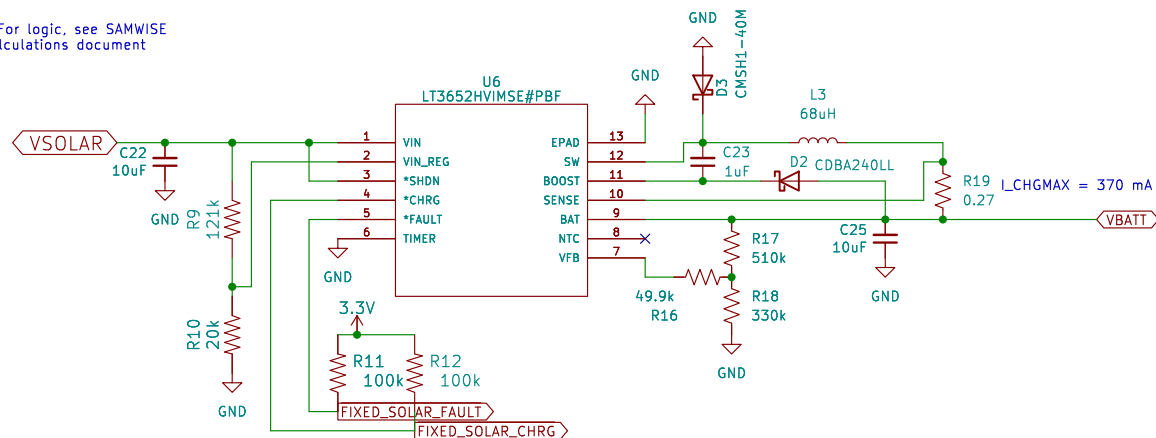 For logic, see SAMWISE
lculations document
GND
CMSH1-40M
D3
GND
U6
LT3652HVIMSE#PBF
L3
68uH
VSOLAR
C22
10uF
GND
1 VIN
2 VIN_REG
3 *SHDN
4 *CHRG
5 *FAULT
6 TIMER
EPAD 13
SW 12
BOOST 11
SENSE 10
BAT 9
NTC 8
VFB 7
C23
1uF
D2 CDBA240LL
R19
0.27
I_CHGMAX = 370 mA
VBATT
R9
121k
GND
R17
510k
C25
10uF
GND
49.9k
R16
R18
330k
GND
R10
20k
GND
3.3V
R11
100k
R12
100k
FIXED_SOLAR_FAULT
FIXED_SOLAR_CHRG